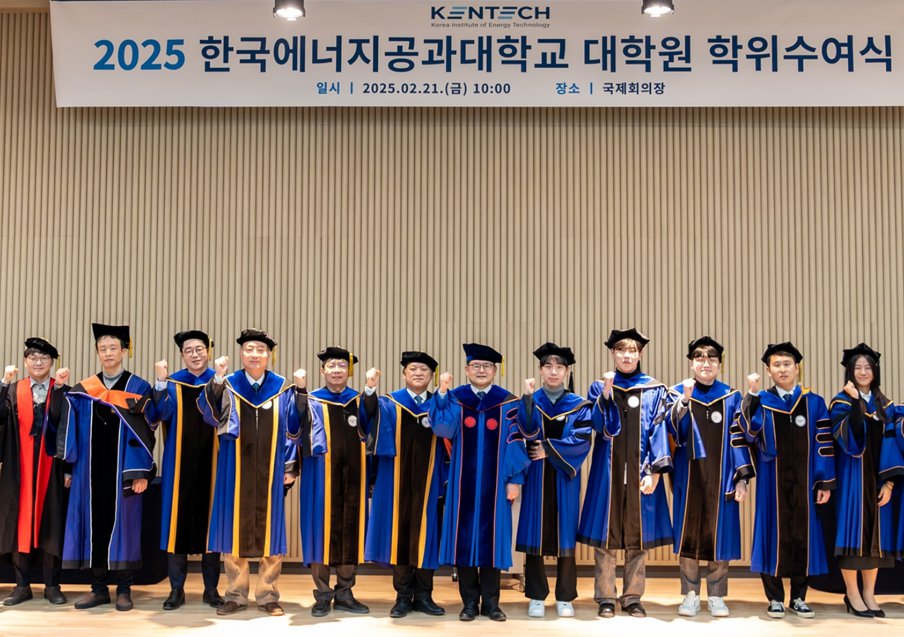 KENTECH
Korea Institute of Energy Technology
2025 한국에너지공과대학교 대학원 학위수여식
일시 | 2025.02.21.(금) 10:00 장소 | 국제회의장